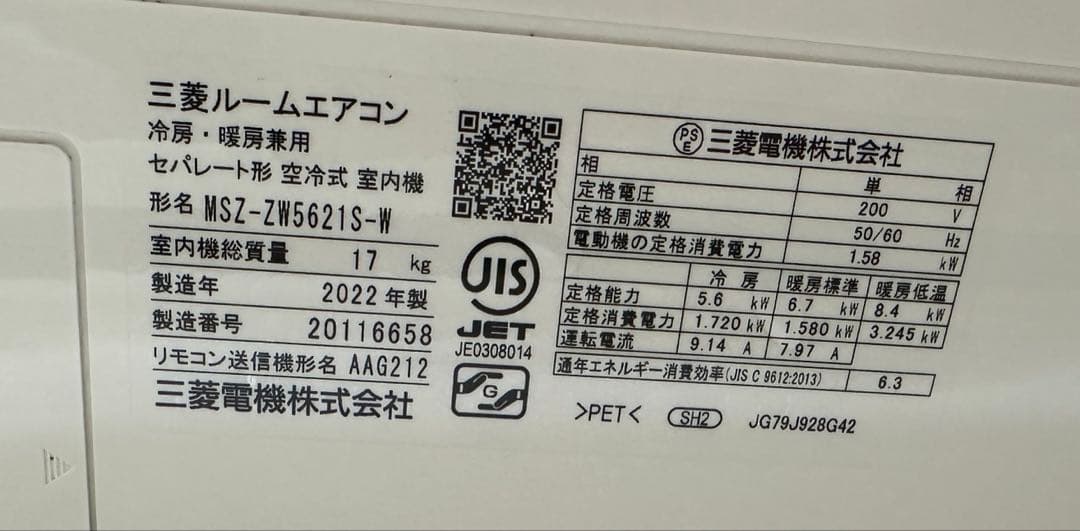 三菱ルームエアコン
冷房・暖房兼用
セパレート形 空冷式 室内機
形名 MSZ-ZW5621S-W
室内機総質量 17 kg
製造年 2022年製
製造番号 20116658
リモコン送信機形名 AAG212
三菱電機株式会社
JIS
JET
JE0308014
G
PSE 三菱電機株式会社
相 単 相
定格電圧 200 V
定格周波数 50/60 Hz
電動機の定格消費電力 1.58 kW
冷 房 暖房標準 暖房低温
定格能力 5.6 kW 6.7 kW 8.4 kW
定格消費電力 1.720 kW 1.580 kW 3.245 kW
運転電流 9.14 A 7.97 A
通年エネルギー消費効率(JIS C 9612:2013) 6.3
>PET< SH2 JG79J928G42